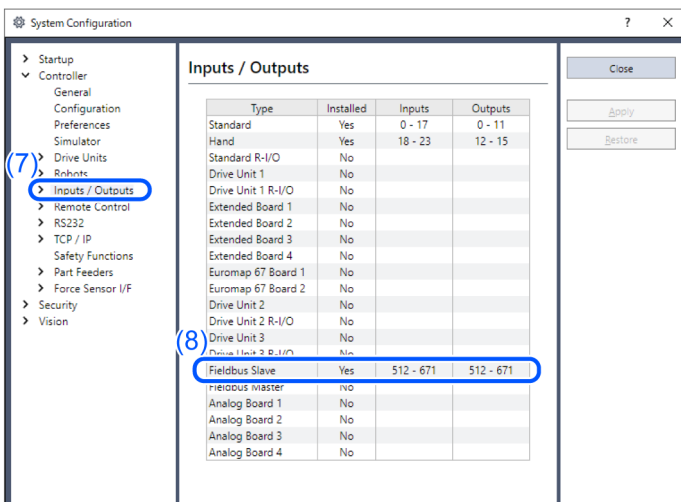 System Configuration
? ×
Startup
Controller
General
Configuration
Preferences
Simulator
Drive Units
Robots
Inputs / Outputs
Remote Control
RS232
TCP / IP
Safety Functions
Part Feeders
Force Sensor I/F
Security
Vision
(7)
Inputs / Outputs
Type Installed Inputs Outputs
Standard Yes 0 - 17 0 - 11
Hand Yes 18 - 23 12 - 15
Standard R-I/O No
Drive Unit 1 No
Drive Unit 1 R-I/O No
Extended Board 1 No
Extended Board 2 No
Extended Board 3 No
Extended Board 4 No
Euromap 67 Board 1 No
Euromap 67 Board 2 No
Drive Unit 2 No
Drive Unit 2 R-I/O No
Drive Unit 3 No
Drive Unit 3 R-I/O No
(8)
Fieldbus Slave Yes 512 - 671 512 - 671
Fieldbus Master No
Analog Board 1 No
Analog Board 2 No
Analog Board 3 No
Analog Board 4 No
Close
Apply
Restore